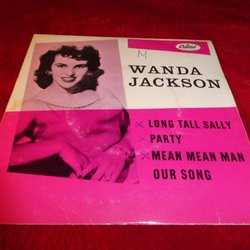 Capitol
M
WANDA
JACKSON
× LONG TALL SALLY
× PARTY
× MEAN MEAN MAN
OUR SONG